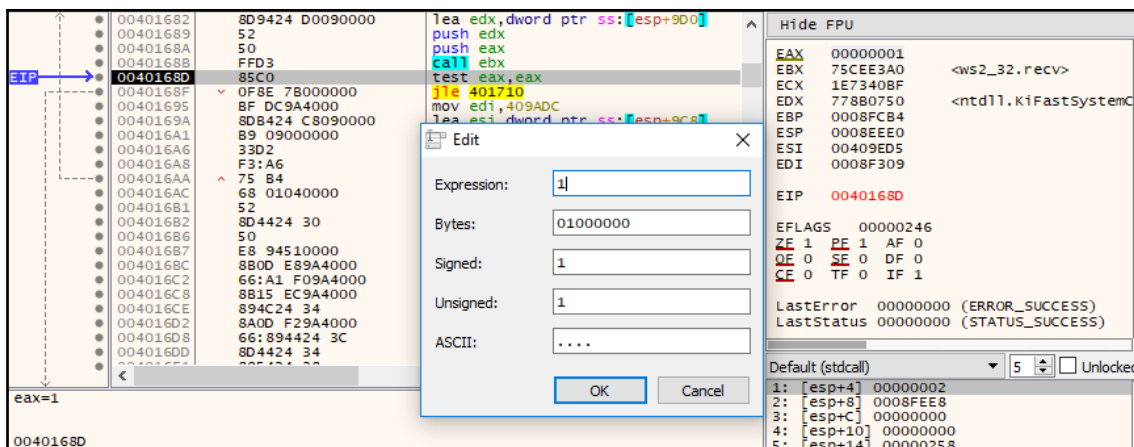 00401682 8D9424 D0090000 lea edx,dword ptr ss:[esp+9D0]
00401689 52 push edx
0040168A 50 push eax
0040168B FFD3 call ebx
EIP 0040168D 85C0 test eax,eax
0040168F 0F8E 7B000000 jle 401710
00401695 BF DC9A4000 mov edi,409ADC
0040169A 8DB424 C8090000 lea esi,dword ptr ss:[esp+9C8]
004016A1 B9 09000000
004016A6 33D2
004016A8 F3:A6
004016AA 75 B4
004016AC 68 01040000
004016B1 52
004016B2 8D4424 30
004016B6 50
004016B7 E8 94510000
004016BC 8B0D E89A4000
004016C2 66:A1 F09A4000
004016C8 8B15 EC9A4000
004016CE 894C24 34
004016D2 8A0D F29A4000
004016D8 66:894424 3C
004016DD 8D4424 34
eax=1
0040168D
Edit
Expression: 1
Bytes: 01000000
Signed: 1
Unsigned: 1
ASCII: ....
OK Cancel
Hide FPU
EAX 00000001
EBX 75CEE3A0 <ws2_32.recv>
ECX 1E7340BF
EDX 778B0750 <ntdll.KiFastSystemC
EBP 0008FCB4
ESP 0008EEE0
ESI 00409ED5
EDI 0008F309
EIP 0040168D
EFLAGS 00000246
ZF 1 PF 1 AF 0
OF 0 SF 0 DF 0
CF 0 TF 0 IF 1
LastError 00000000 (ERROR_SUCCESS)
LastStatus 00000000 (STATUS_SUCCESS)
Default (stdcall) 5 Unlocked
1: [esp+4] 00000002
2: [esp+8] 0008FEE8
3: [esp+C] 00000000
4: [esp+10] 00000000
5: [esp+14] 00000258